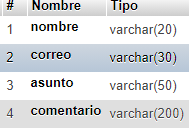 # Nombre Tipo
1 nombre varchar(20)
2 correo varchar(30)
3 asunto varchar(50)
4 comentario varchar(200)